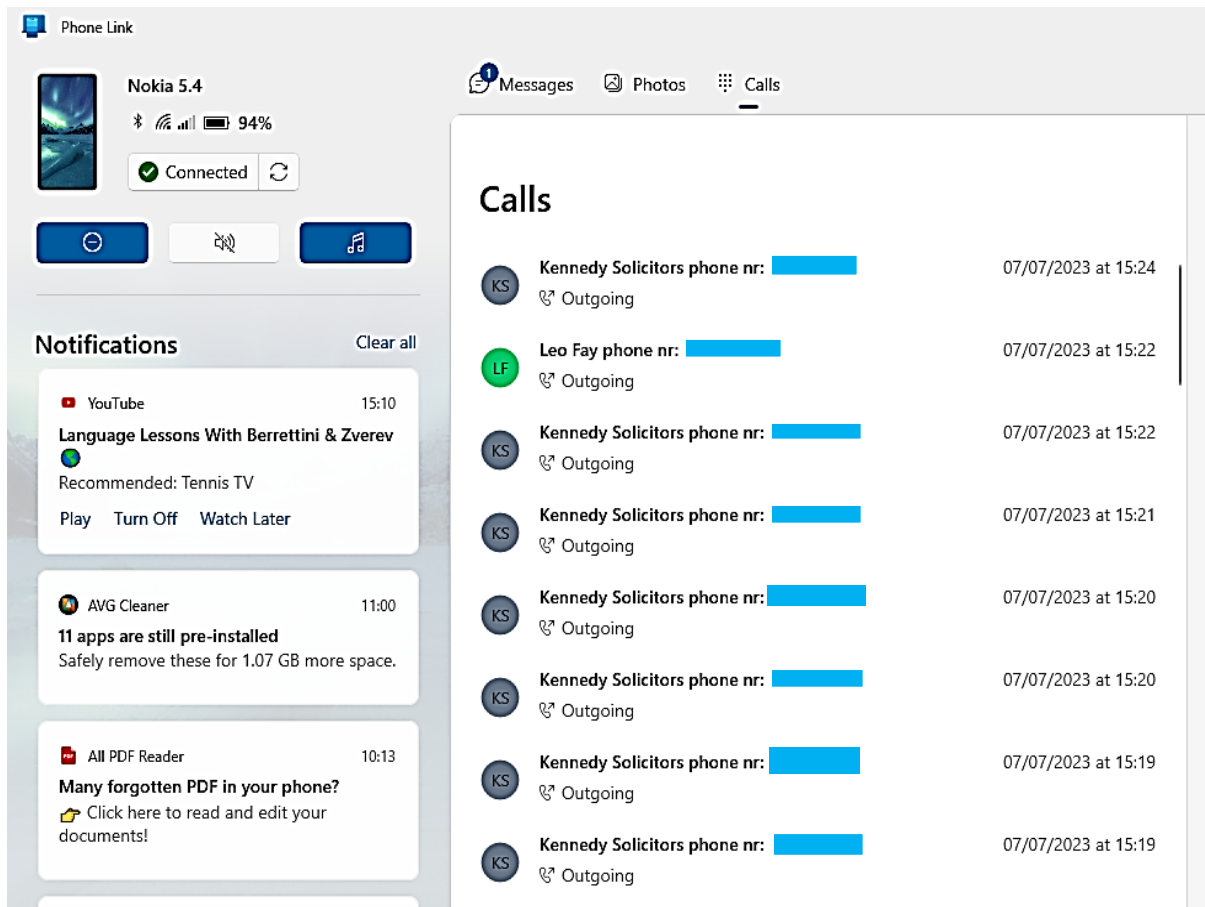 Phone Link
Nokia 5.4
94%
Connected
Notifications
Clear all
YouTube 15:10
Language Lessons With Berrettini & Zverev
Recommended: Tennis TV
Play Turn Off Watch Later
AVG Cleaner 11:00
11 apps are still pre-installed
Safely remove these for 1.07 GB more space.
PDF All PDF Reader 10:13
Many forgotten PDF in your phone?
Click here to read and edit your
documents!
1 Messages Photos Calls
Calls
KS Kennedy Solicitors phone nr: 07/07/2023 at 15:24
Outgoing
LF Leo Fay phone nr: 07/07/2023 at 15:22
Outgoing
KS Kennedy Solicitors phone nr: 07/07/2023 at 15:22
Outgoing
KS Kennedy Solicitors phone nr: 07/07/2023 at 15:21
Outgoing
KS Kennedy Solicitors phone nr: 07/07/2023 at 15:20
Outgoing
KS Kennedy Solicitors phone nr: 07/07/2023 at 15:20
Outgoing
KS Kennedy Solicitors phone nr: 07/07/2023 at 15:19
Outgoing
KS Kennedy Solicitors phone nr: 07/07/2023 at 15:19
Outgoing